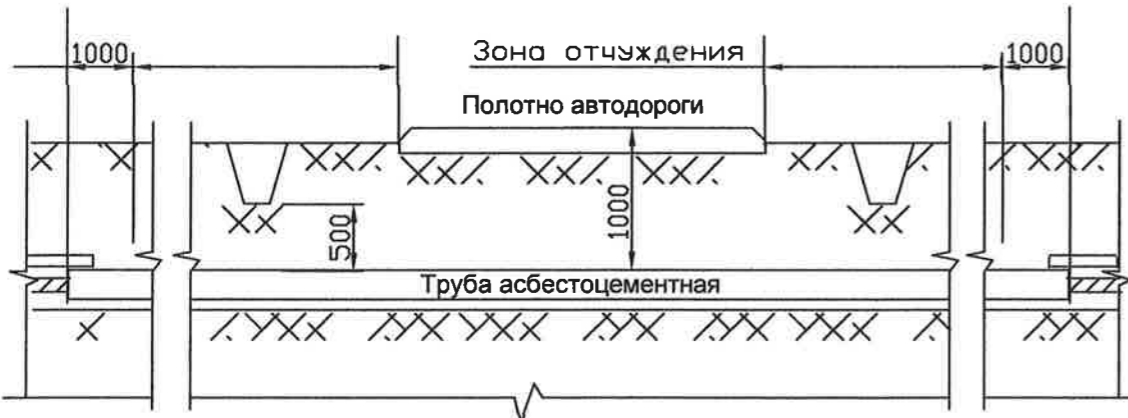 1000
Зона отчуждения
1000
Полотно автодороги
1000
500
Труба асбестоцементная